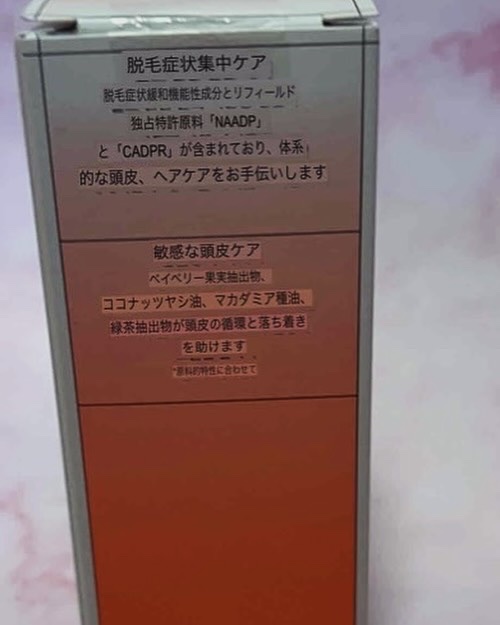 脱毛症状集中ケア
脱毛症状緩和機能性成分とリフィールド
独占特許原料「NAADP」
と「CADPR」が含まれており、体系
的な頭皮、ヘアケアをお手伝いします
敏感な頭皮ケア
ベイベリー果実抽出物、
ココナッツヤシ油、マカダミア種油、
緑茶抽出物が頭皮の循環と落ち着き
を助けます
*原料的特性に合わせて